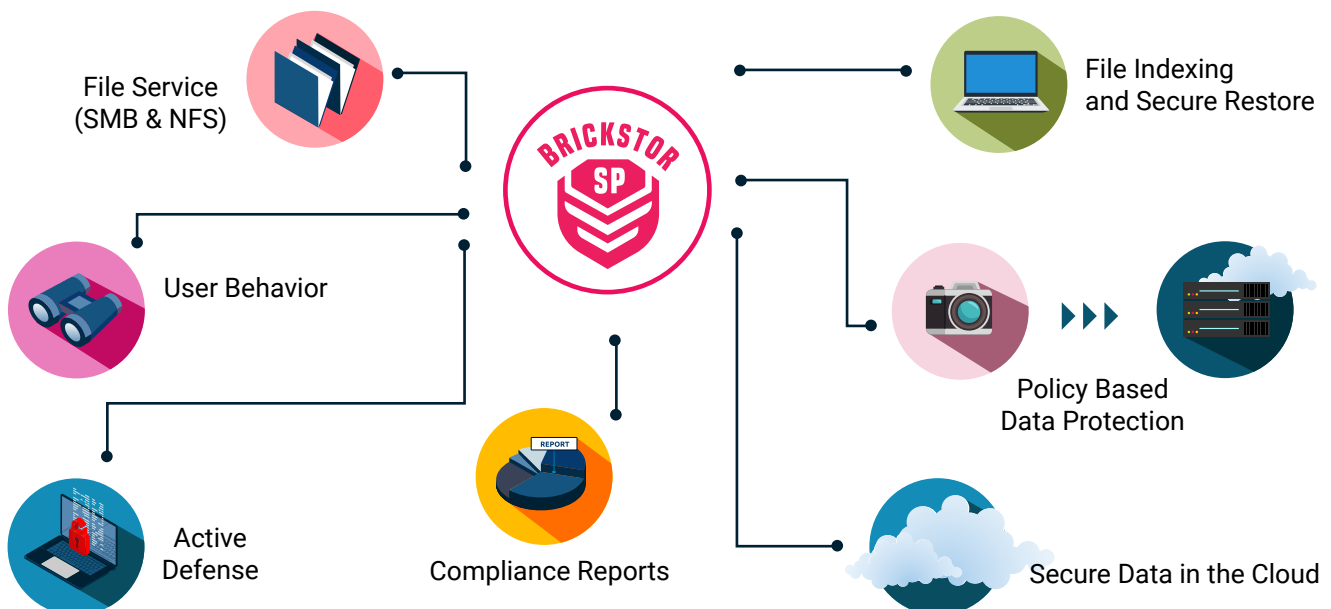 File Service
(SMB & NFS)
BRICKSTOR
SP
File Indexing
and Secure Restore
User Behavior
Policy Based
Data Protection
REPORT
Active
Defense
Compliance Reports
Secure Data in the Cloud